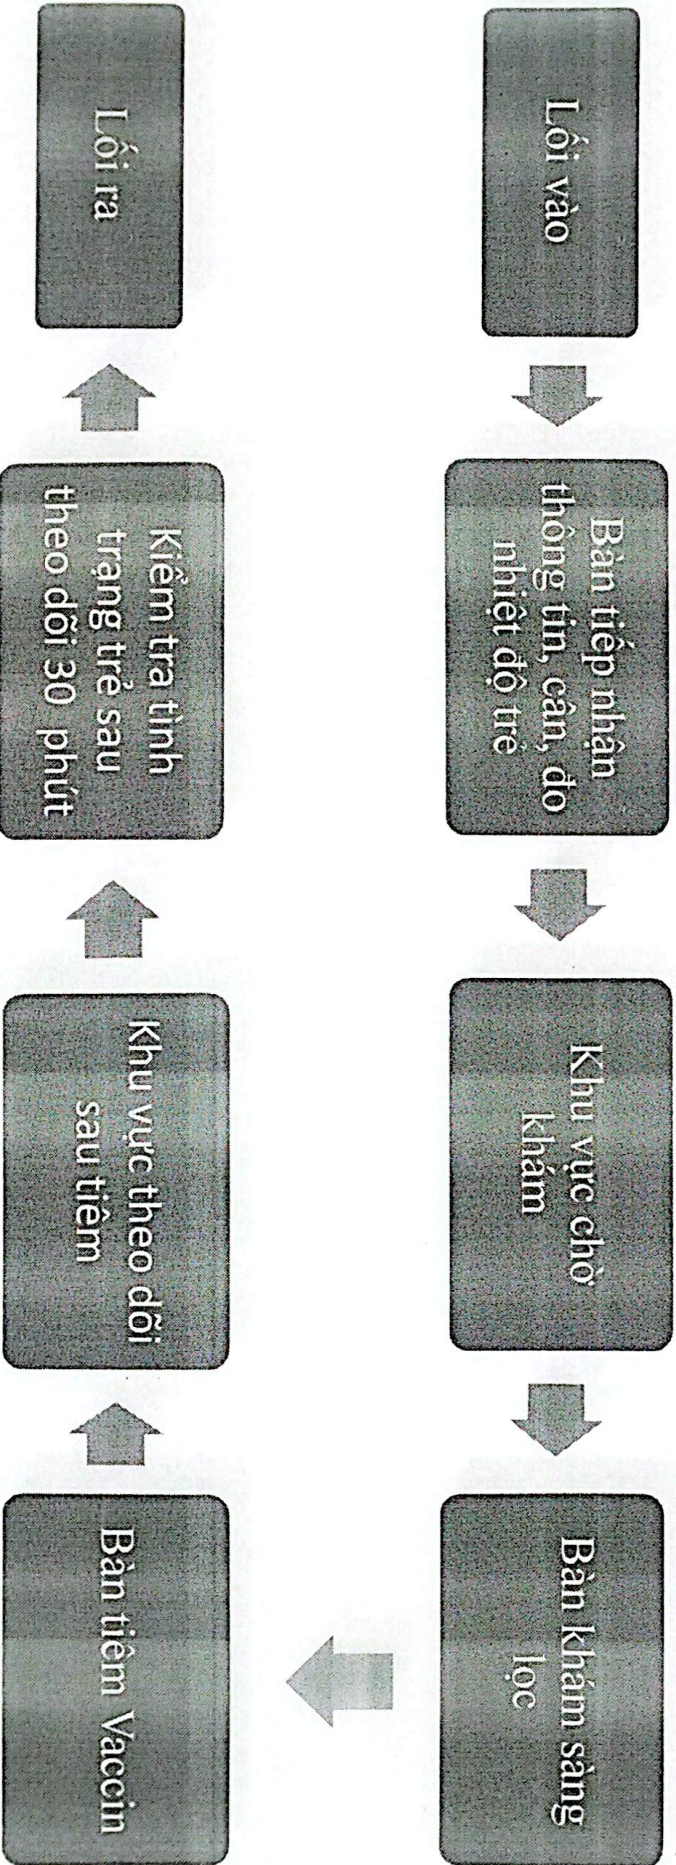 Lối vào
Bàn tiếp nhận
thông tin, cân, đo
nhiệt độ trẻ
Khu vực chờ
khám
Bàn khám sàng
lọc
Bàn tiêm Vaccin
Khu vực theo dõi
sau tiêm
Kiểm tra tình
trạng trẻ sau
theo dõi 30 phút
Lối ra